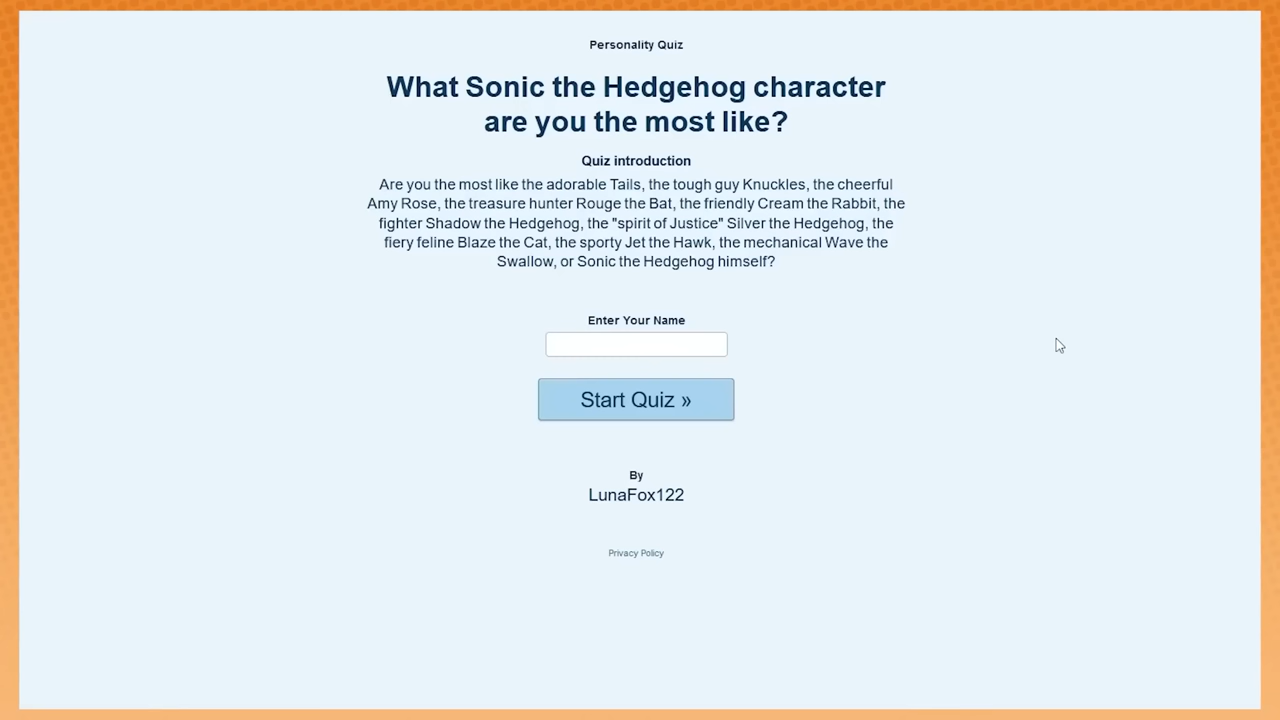 Personality Quiz
What Sonic the Hedgehog character
are you the most like?
Quiz introduction
Are you the most like the adorable Tails, the tough guy Knuckles, the cheerful
Amy Rose, the treasure hunter Rouge the Bat, the friendly Cream the Rabbit, the
fighter Shadow the Hedgehog, the "spirit of Justice" Silver the Hedgehog, the
fiery feline Blaze the Cat, the sporty Jet the Hawk, the mechanical Wave the
Swallow, or Sonic the Hedgehog himself?
Enter Your Name
Start Quiz »
By
LunaFox122
Privacy Policy